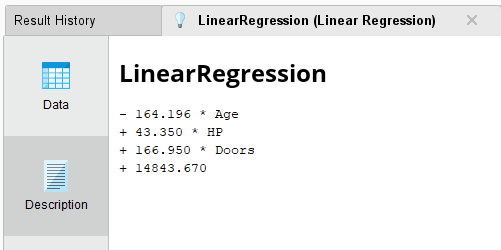 Result History
LinearRegression (Linear Regression)
LinearRegression
Data
- 164.196 * Age
+ 43.350 * HP
+ 166.950 * Doors
+ 14843.670
Description